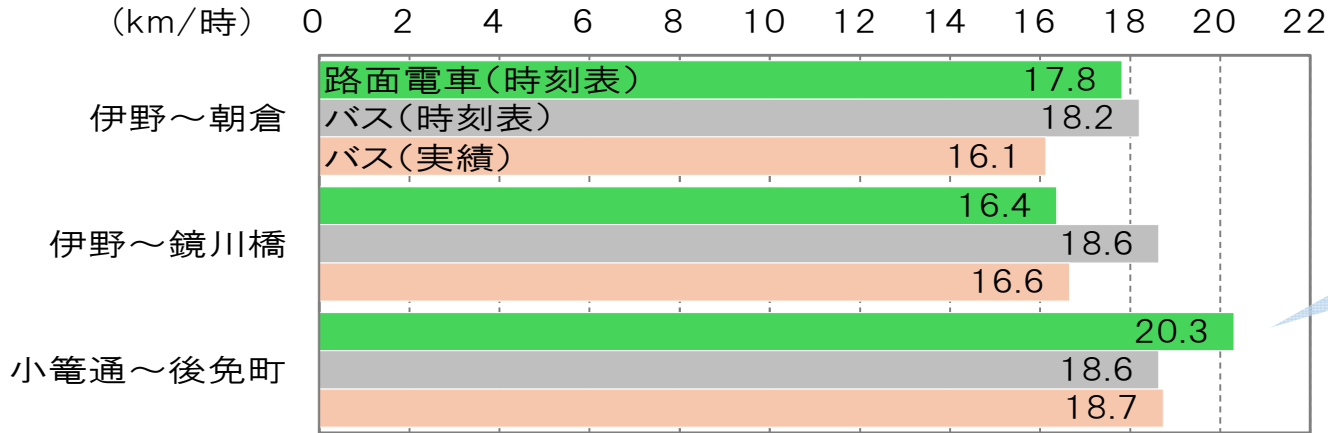 (km/時) 0 2 4 6 8 10 12 14 16 18 20 22
伊野～朝倉
路面電車(時刻表) 17.8
バス(時刻表) 18.2
バス(実績) 16.1
伊野～鏡川橋
16.4
18.6
16.6
小篭通～後免町
20.3
18.6
18.7